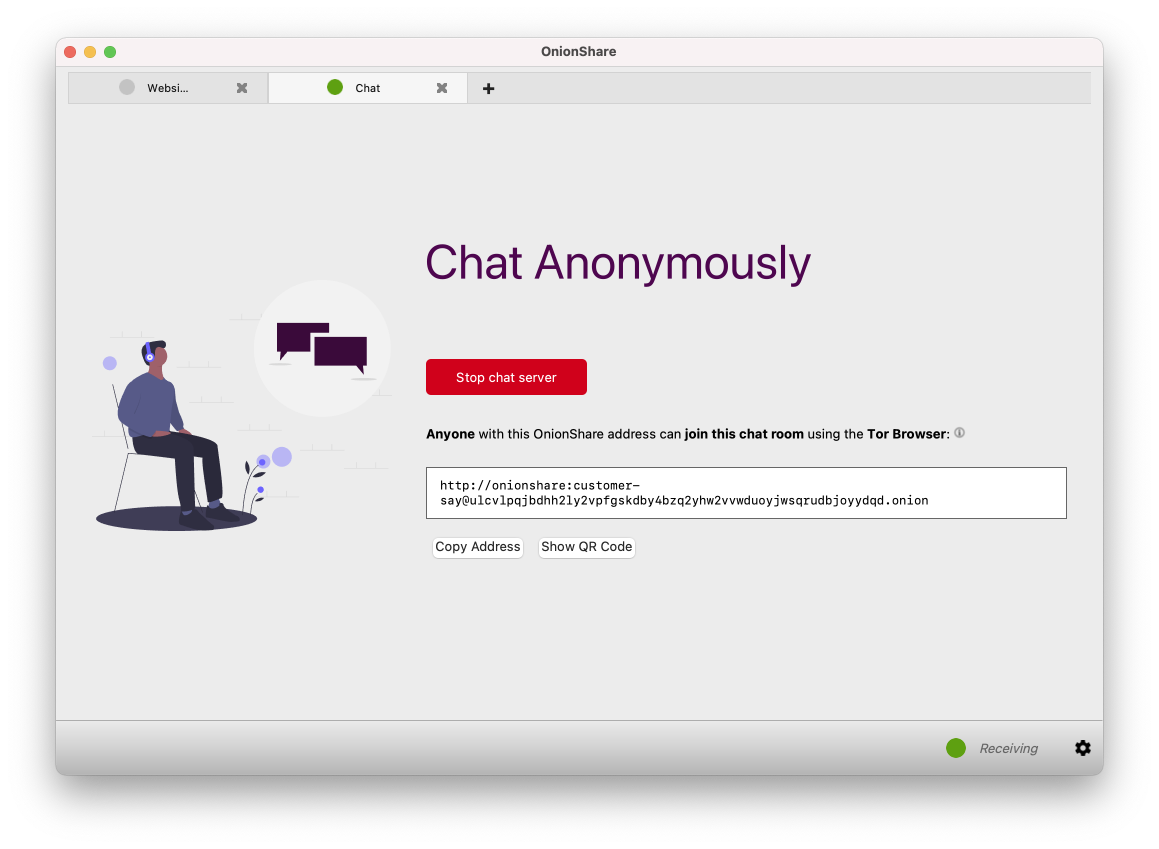 OnionShare
Websi...
Chat
Chat Anonymously
Stop chat server
Anyone with this OnionShare address can join this chat room using the Tor Browser:
http://onionshare:customer-
say@ulcvlpqjbdhh2ly2vpfgskdby4bzq2yhw2vvwduoyjwsqrudbjoyydqd.onion
Copy Address Show QR Code
Receiving